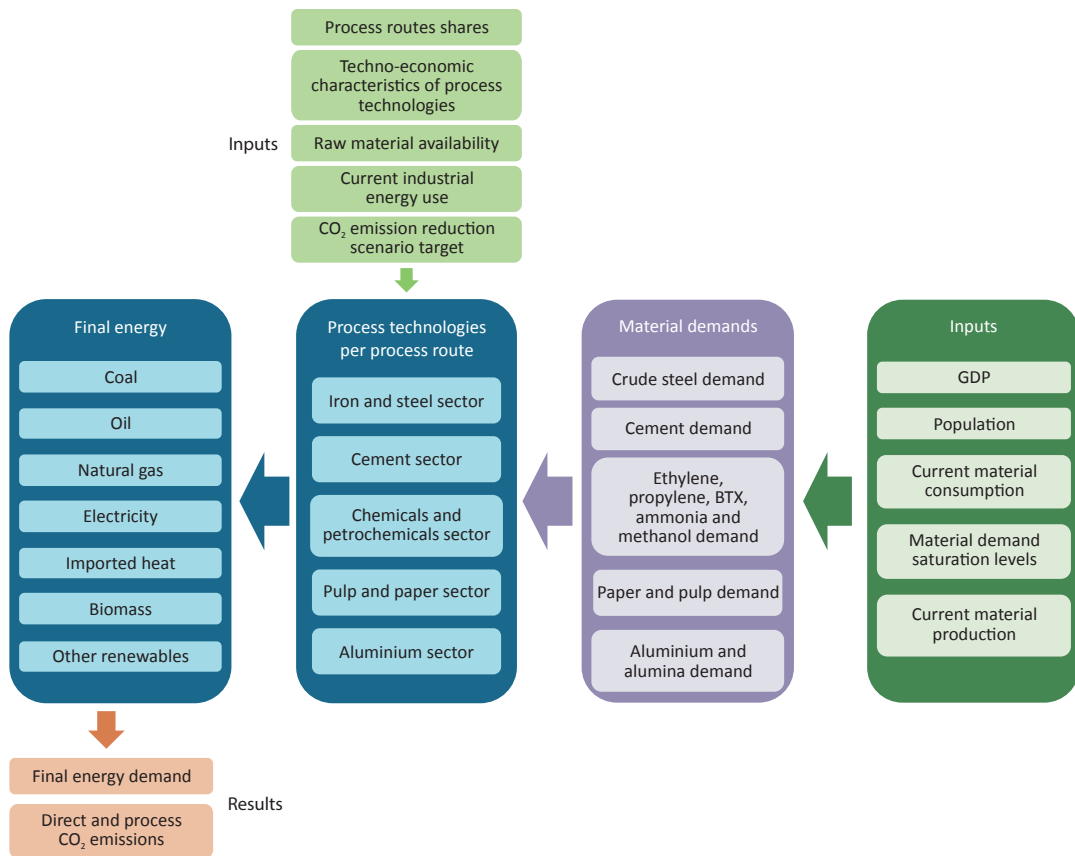 Process routes shares
Techno-economic
characteristics of process
technologies
Inputs
Raw material availability
Current industrial
energy use
CO₂ emission reduction
scenario target
Final energy
Coal
Oil
Natural gas
Electricity
Imported heat
Biomass
Other renewables
Process technologies
per process route
Iron and steel sector
Cement sector
Chemicals and
petrochemicals sector
Pulp and paper sector
Aluminium sector
Material demands
Crude steel demand
Cement demand
Ethylene,
propylene, BTX,
ammonia and
methanol demand
Paper and pulp demand
Aluminium and
alumina demand
Inputs
GDP
Population
Current material
consumption
Material demand
saturation levels
Current material
production
Final energy demand
Results
Direct and process
CO₂ emissions